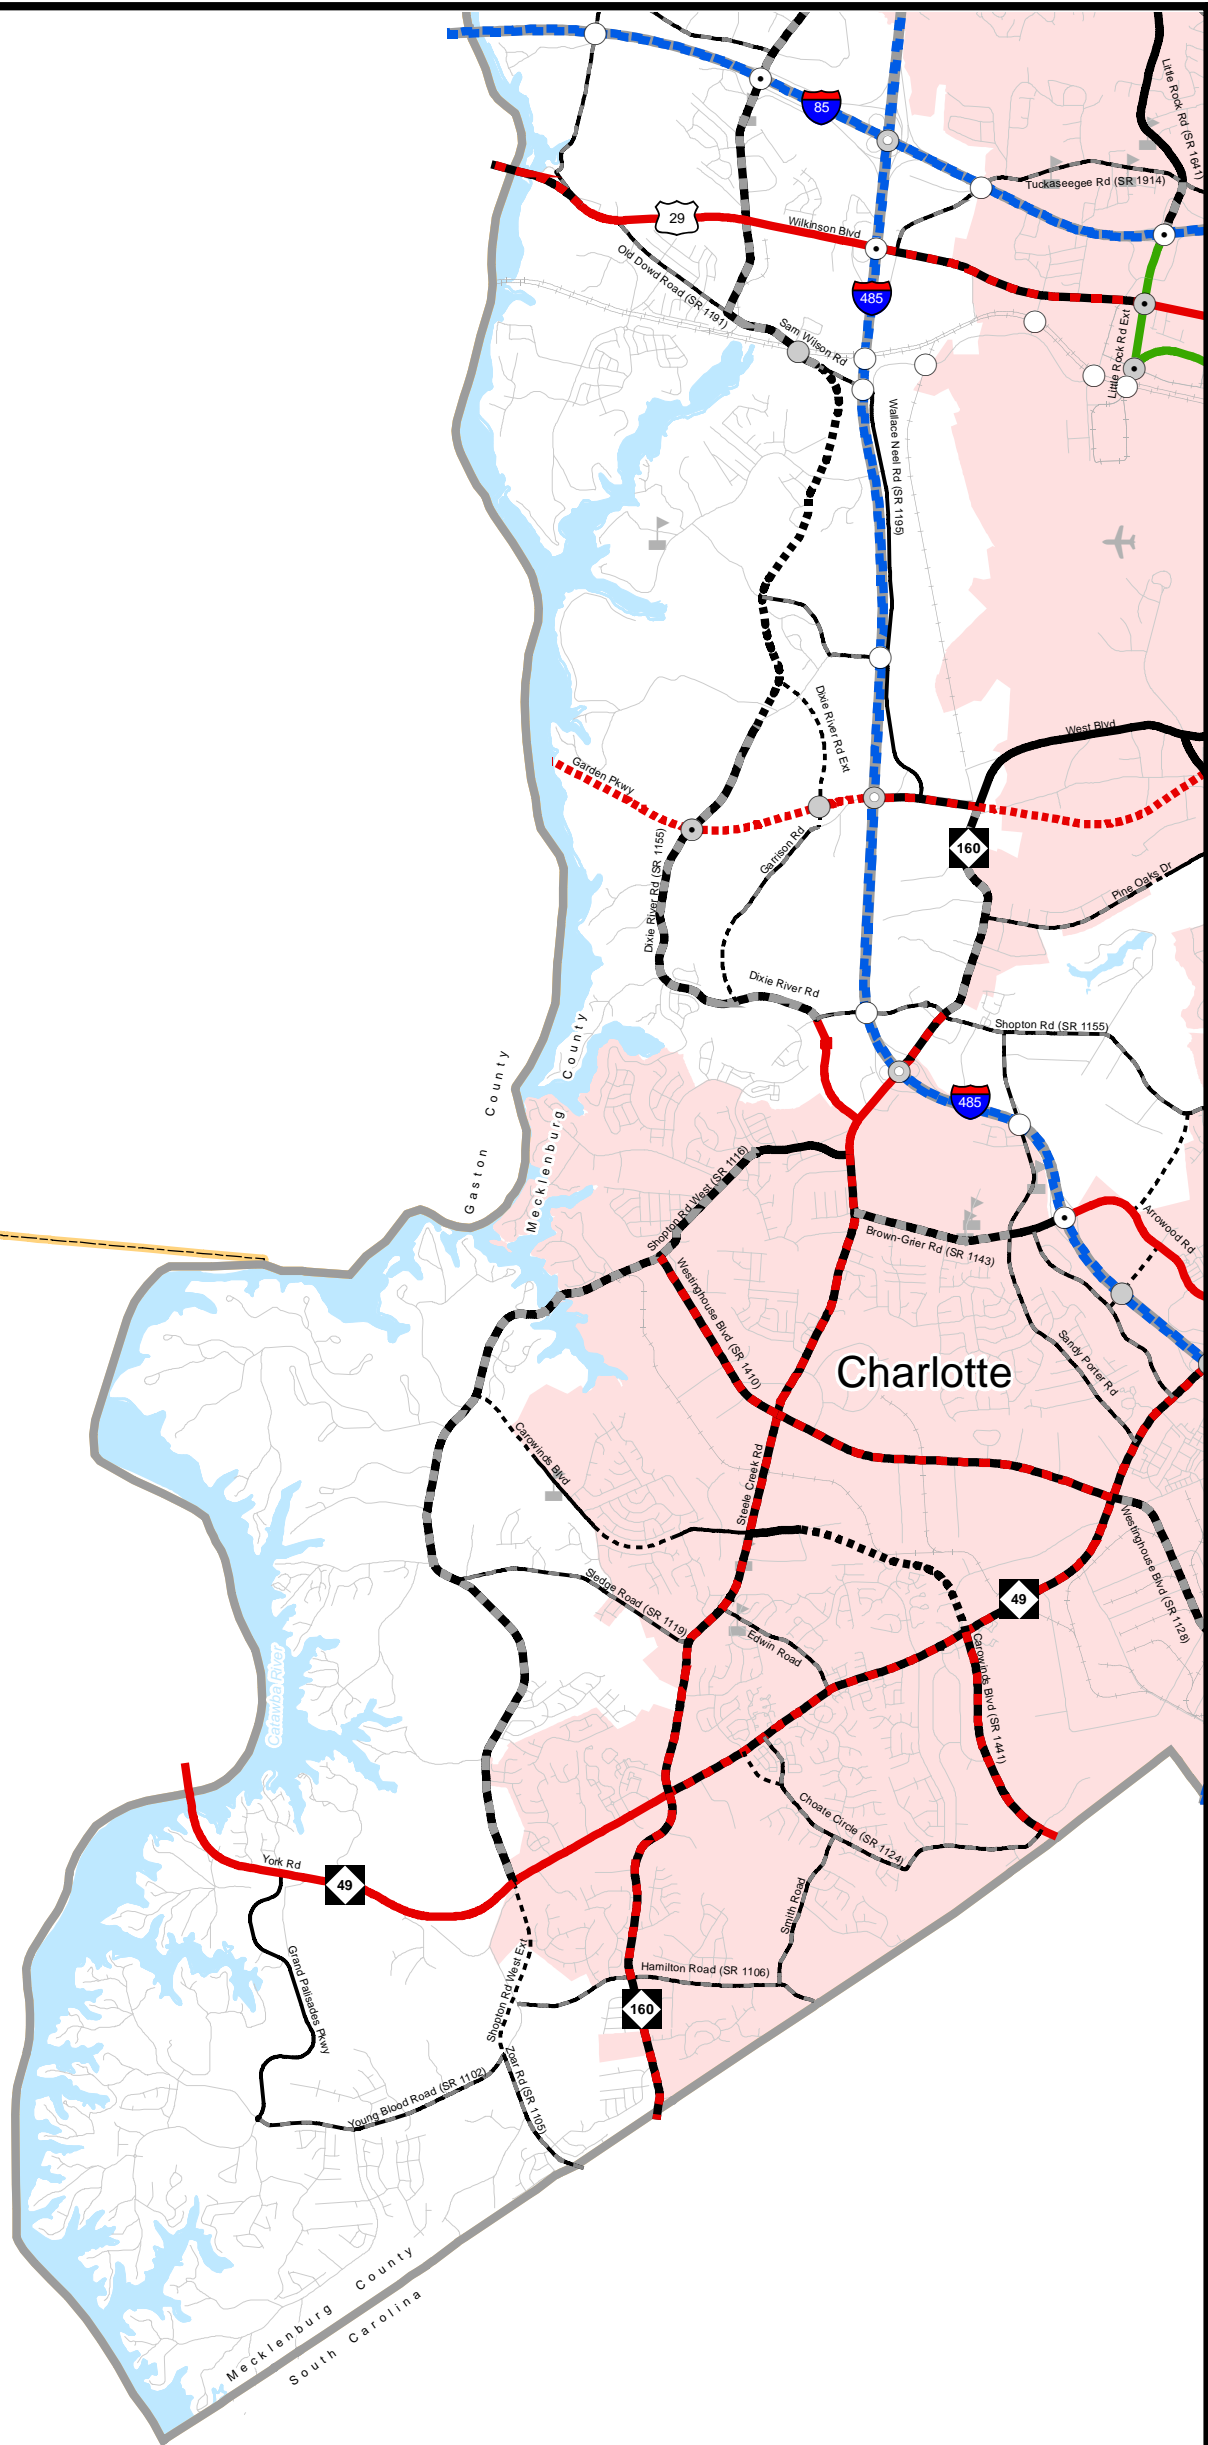 Little Rock Rd (SR 1641)
85
Tuckaseegee Rd (SR 1914)
29
Wilkinson Blvd
Old Dowd Road (SR 1191)
485
Sam Wilson Rd
Little Rock Rd Ext
Wallace Neel Rd (SR 1195)
Dixie River Rd Ext
West Blvd
Garden Pkwy
160
Garrison Rd
Pine Oaks Dr
Dixie River Rd (SR 1155)
Dixie River Rd
Shopton Rd (SR 1155)
Gaston County
Mecklenburg County
485
Shopton Rd West (SR 1116)
Arrowood Rd
Brown-Grier Rd (SR 1143)
Westinghouse Blvd (SR 1410)
Charlotte
Sandy Porter Rd
Carowinds Blvd
Steele Creek Rd
Westinghouse Blvd (SR 1128)
Sledge Road (SR 1119)
49
Edwin Road
Carowinds Blvd (SR 1441)
Catawba River
Choate Circle (SR 1124)
York Rd
49
Smith Road
Grand Palisades Pkwy
Shopton Rd West Ext
Hamilton Road (SR 1106)
160
Zoar Rd (SR 1105)
Young Blood Road (SR 1102)
Mecklenburg County
South Carolina